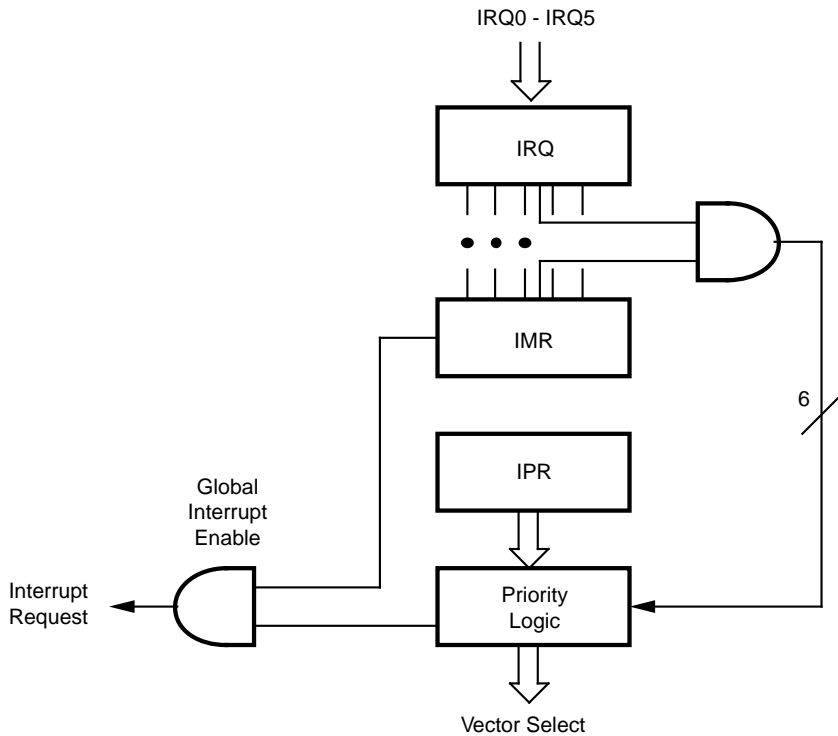 IRQ0 - IRQ5
IRQ
IMR
6
IPR
Global
Interrupt
Enable
Interrupt
Request
Priority
Logic
Vector Select